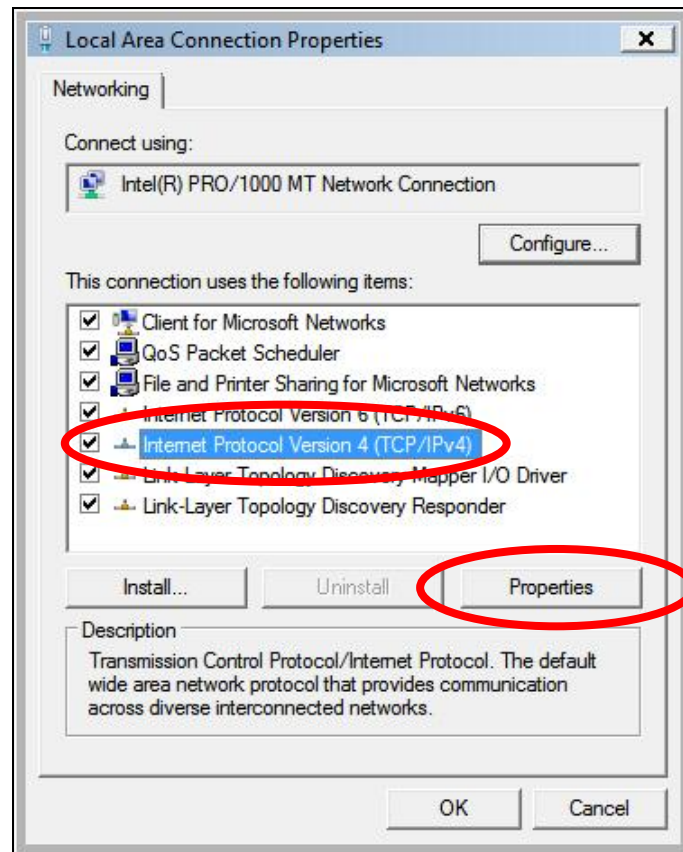 Local Area Connection Properties
Networking
Connect using:
Intel(R) PRO/1000 MT Network Connection
Configure...
This connection uses the following items:
Client for Microsoft Networks
QoS Packet Scheduler
File and Printer Sharing for Microsoft Networks
Internet Protocol Version 6 (TCP/IPv6)
Internet Protocol Version 4 (TCP/IPv4)
Link-Layer Topology Discovery Mapper I/O Driver
Link-Layer Topology Discovery Responder
Install... Uninstall Properties
Description
Transmission Control Protocol/Internet Protocol. The default
wide area network protocol that provides communication
across diverse interconnected networks.
OK Cancel